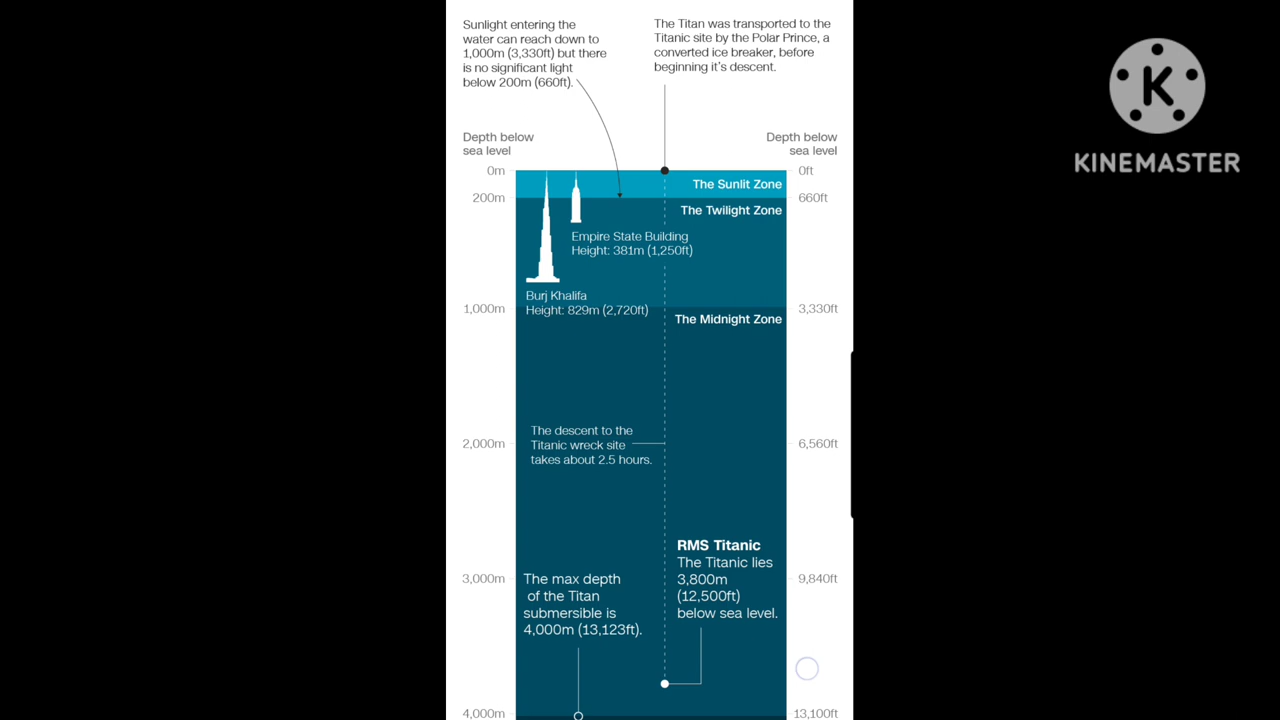 Sunlight entering the
water can reach down to
1,000m (3,330ft) but there
is no significant light
below 200m (660ft).
The Titan was transported to the
Titanic site by the Polar Prince, a
converted ice breaker, before
beginning it's descent.
K
KINEMASTER
Depth below
sea level
Depth below
sea level
0m
0ft
The Sunlit Zone
200m
660ft
The Twilight Zone
Empire State Building
Height: 381m (1,250ft)
Burj Khalifa
Height: 829m (2,720ft)
1,000m
3,330ft
The Midnight Zone
The descent to the
Titanic wreck site
takes about 2.5 hours.
2,000m
6,560ft
RMS Titanic
The Titanic lies
3,800m
(12,500ft)
below sea level.
3,000m
9,840ft
The max depth
of the Titan
submersible is
4,000m (13,123ft).
4,000m
13,100ft